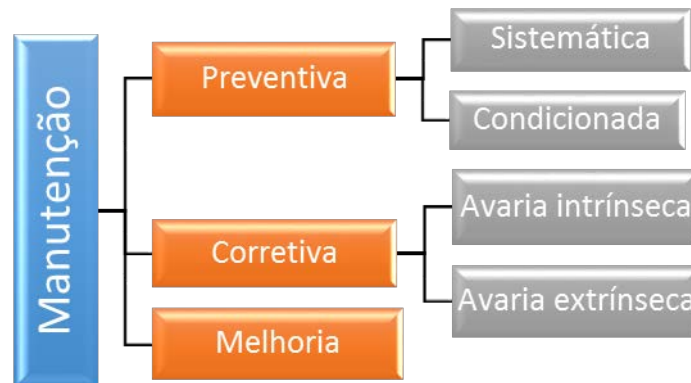 Manutenção
Preventiva
Sistemática
Condicionada
Corretiva
Avaria intrínseca
Avaria extrínseca
Melhoria